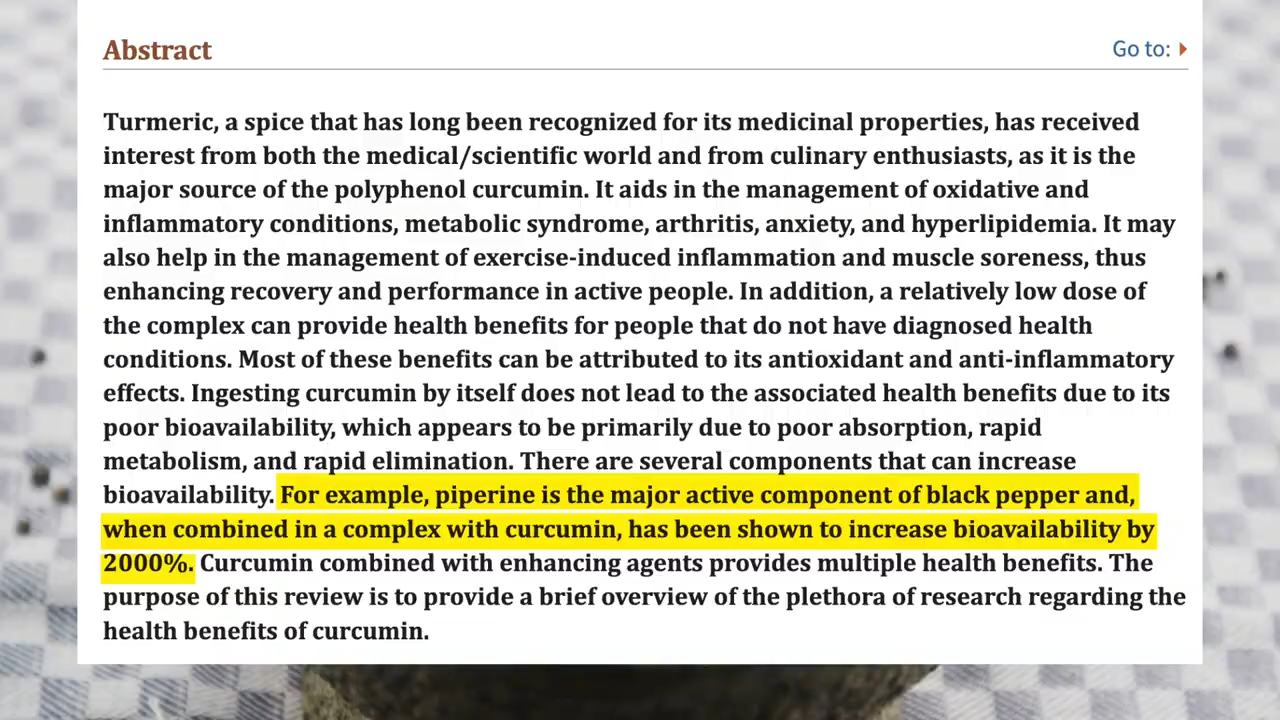 Abstract
Go to:
Turmeric, a spice that has long been recognized for its medicinal properties, has received
interest from both the medical/scientific world and from culinary enthusiasts, as it is the
major source of the polyphenol curcumin. It aids in the management of oxidative and
inflammatory conditions, metabolic syndrome, arthritis, anxiety, and hyperlipidemia. It may
also help in the management of exercise-induced inflammation and muscle soreness, thus
enhancing recovery and performance in active people. In addition, a relatively low dose of
the complex can provide health benefits for people that do not have diagnosed health
conditions. Most of these benefits can be attributed to its antioxidant and anti-inflammatory
effects. Ingesting curcumin by itself does not lead to the associated health benefits due to its
poor bioavailability, which appears to be primarily due to poor absorption, rapid
metabolism, and rapid elimination. There are several components that can increase
bioavailability. For example, piperine is the major active component of black pepper and,
when combined in a complex with curcumin, has been shown to increase bioavailability by
2000%. Curcumin combined with enhancing agents provides multiple health benefits. The
purpose of this review is to provide a brief overview of the plethora of research regarding the
health benefits of curcumin.